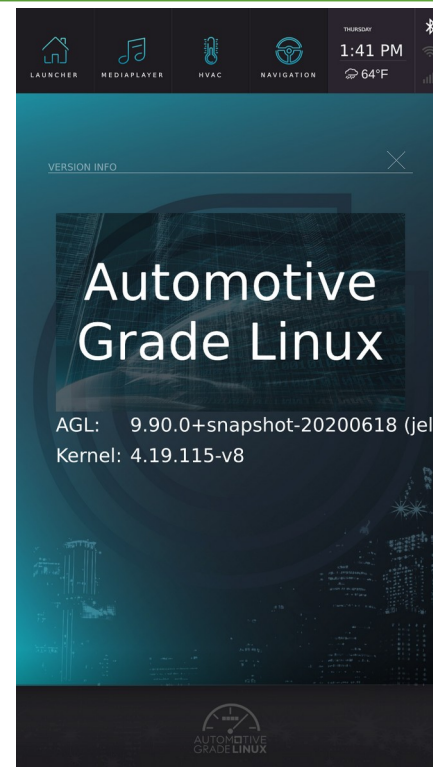 LAUNCHER
MEDIAPLAYER
HVAC
NAVIGATION
THURSDAY
1:41 PM
64°F
VERSION INFO
Automotive
Grade Linux
AGL: 9.90.0+snapshot-20200618 (jel
Kernel: 4.19.115-v8
AUTOMOTIVE
GRADE LINUX